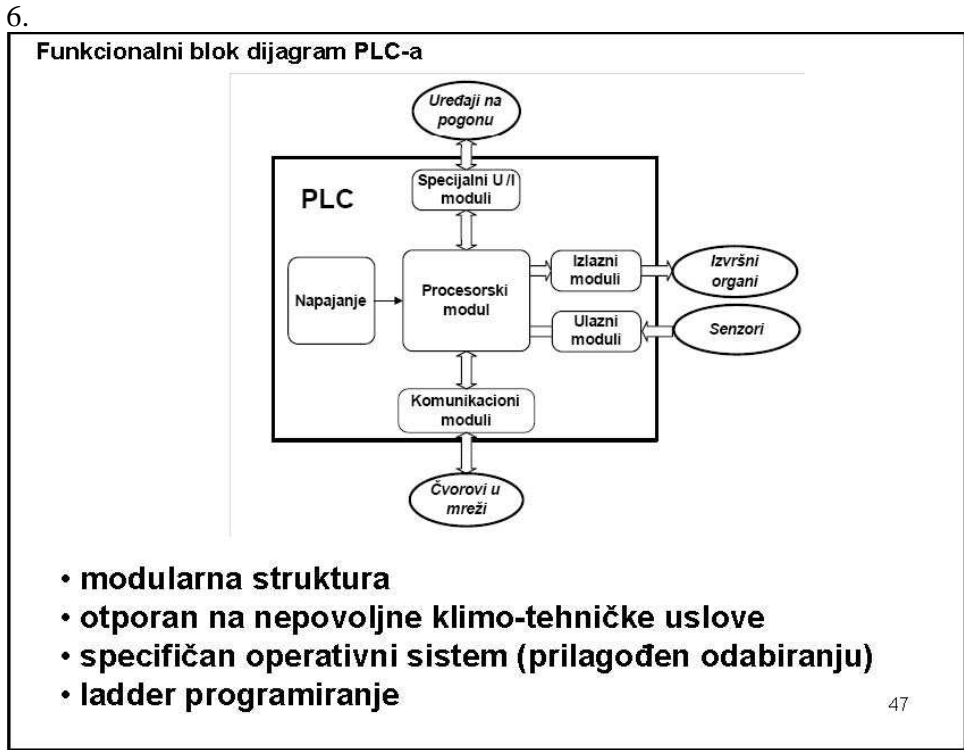 6.
Funkcionalni blok dijagram PLC-a
Uređaji na
pogonu
PLC
Specijalni U/I
moduli
Napajanje
Procesorski
modul
Izlazni
moduli
Izvršni
organi
Ulazni
moduli
Senzori
Komunikacioni
moduli
Čvorovi u
mreži
• modularna struktura
• otporan na nepovoljne klimo-tehničke uslove
• specifičan operativni sistem (prilagođen odabiranju)
• ladder programiranje
47